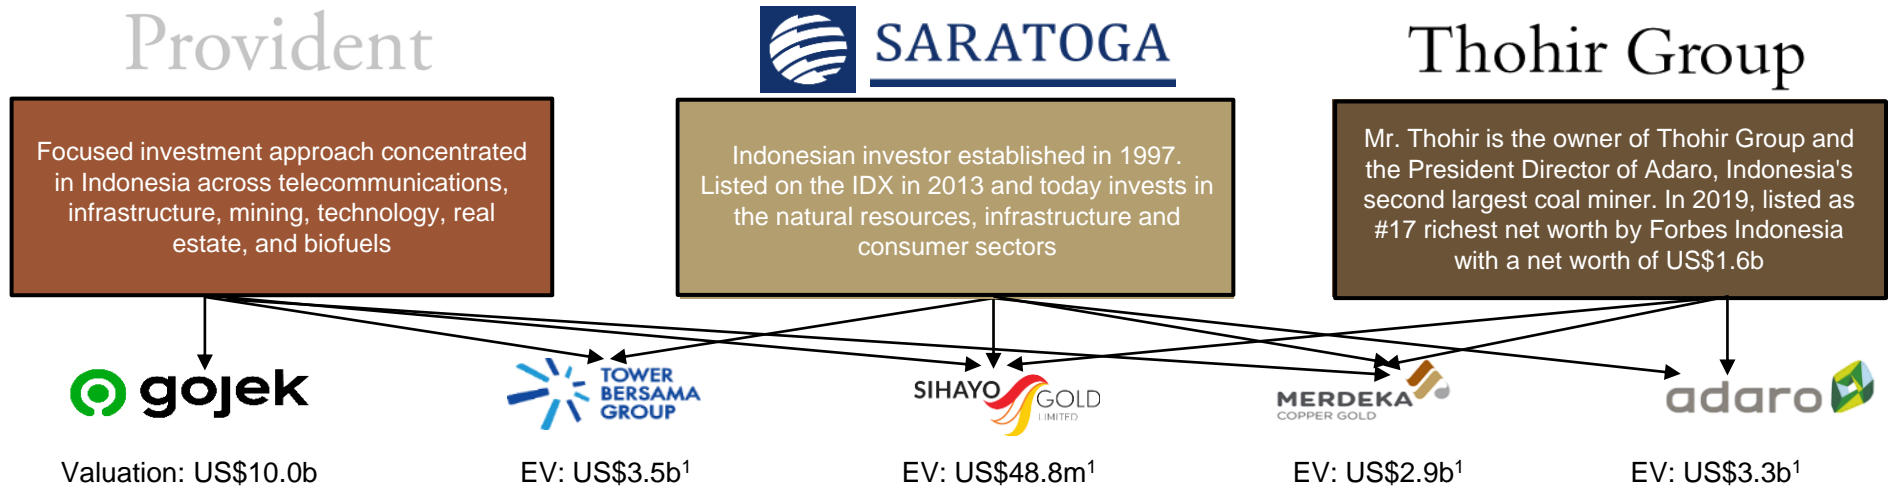 Provident
SARATOGA
Thohir Group
Focused investment approach concentrated
in Indonesia across telecommunications,
infrastructure, mining, technology, real
estate, and biofuels
Indonesian investor established in 1997.
Listed on the IDX in 2013 and today invests in
the natural resources, infrastructure and
consumer sectors
Mr. Thohir is the owner of Thohir Group and
the President Director of Adaro, Indonesia's
second largest coal miner. In 2019, listed as
#17 richest net worth by Forbes Indonesia
with a net worth of US$1.6b
gojek
TOWER
BERSAMA
GROUP
SIHAYO
GOLD
LIMITED
MERDEKA
COPPER GOLD
adaro
Valuation: US$10.0b
EV: US$3.5b¹
EV: US$48.8m¹
EV: US$2.9b¹
EV: US$3.3b¹